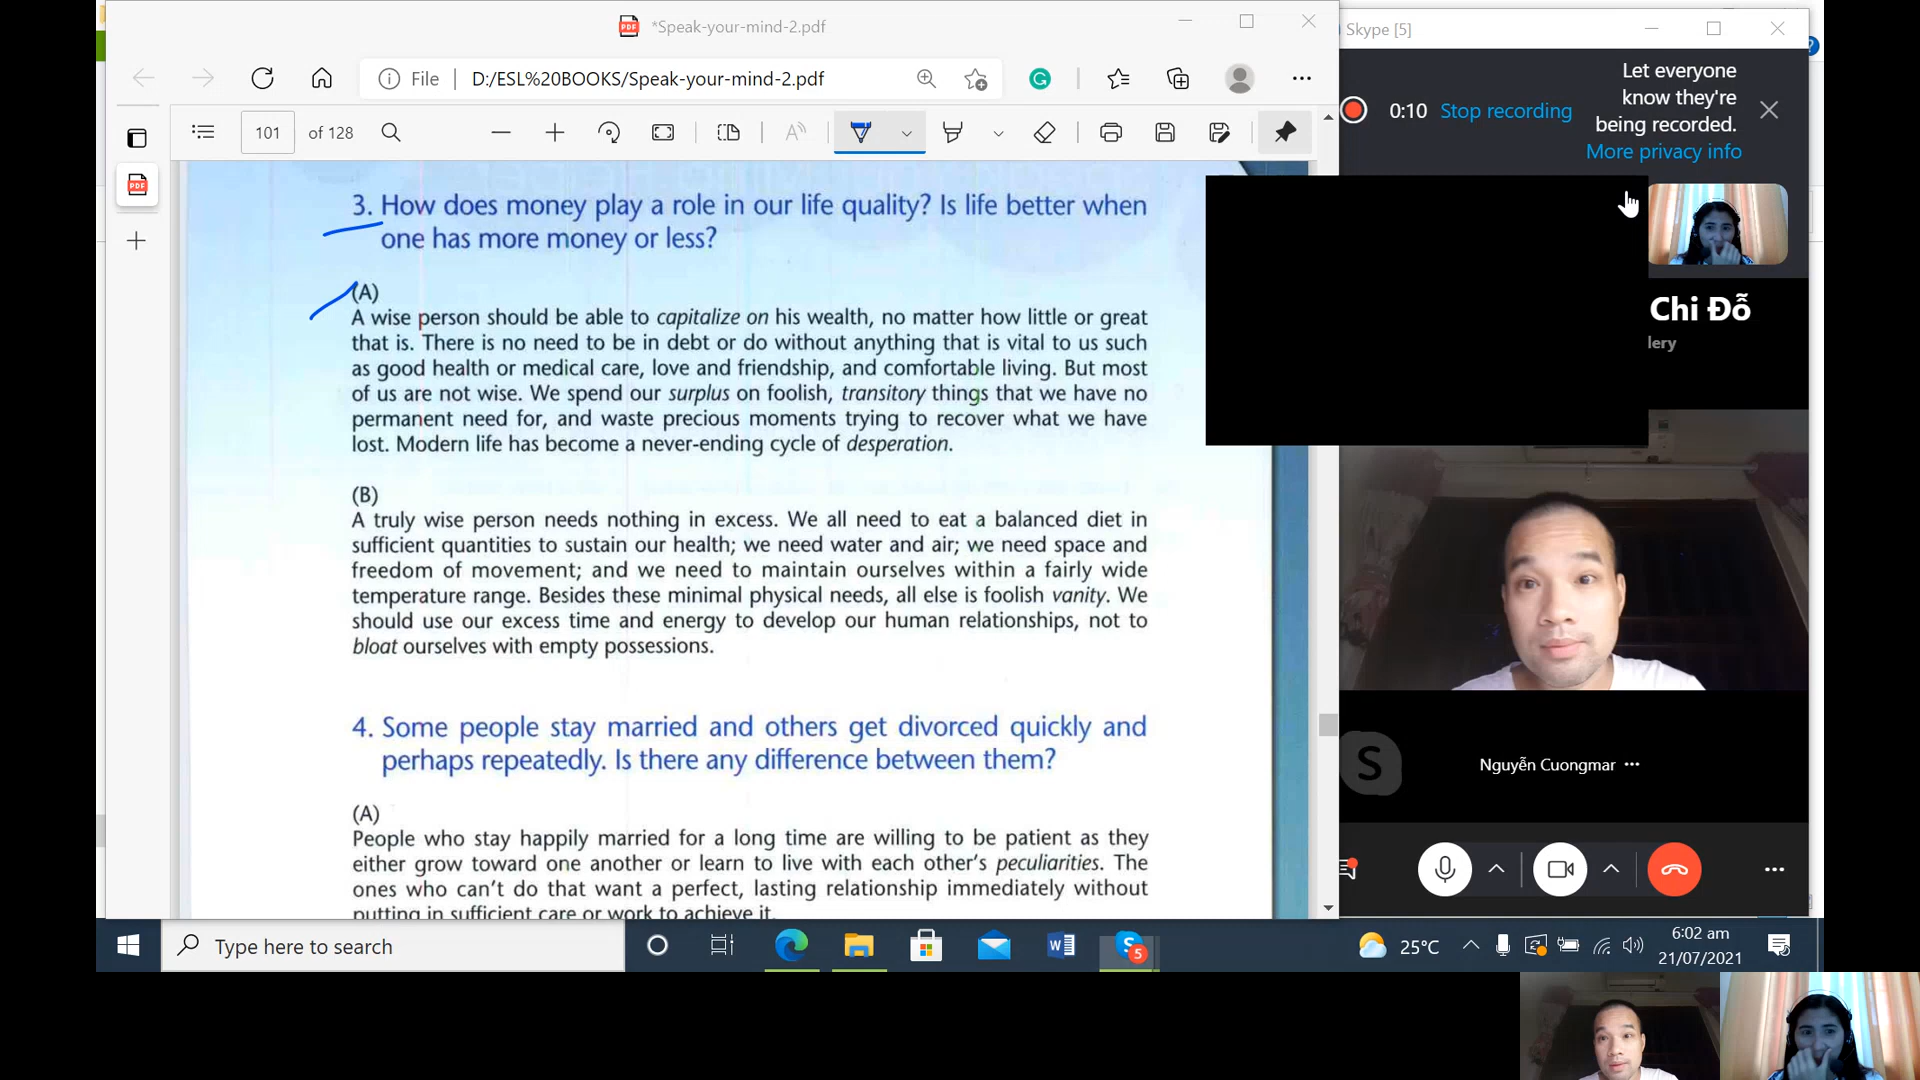 *Speak-your-mind-2.pdf
Skype [5]
File
D:/ESL%20BOOKS/Speak-your-mind-2.pdf
Let everyone
know they're
being recorded.
0:10 Stop recording
More privacy info
101 of 128
3. How does money play a role in our life quality? Is life better when
one has more money or less?
(A)
A wise person should be able to capitalize on his wealth, no matter how little or great
that is. There is no need to be in debt or do without anything that is vital to us such
as good health or medical care, love and friendship, and comfortable living. But most
of us are not wise. We spend our surplus on foolish, transitory things that we have no
permanent need for, and waste precious moments trying to recover what we have
lost. Modern life has become a never-ending cycle of desperation.
Chi Đỗ
lery
(B)
A truly wise person needs nothing in excess. We all need to eat a balanced diet in
sufficient quantities to sustain our health; we need water and air; we need space and
freedom of movement; and we need to maintain ourselves within a fairly wide
temperature range. Besides these minimal physical needs, all else is foolish vanity. We
should use our excess time and energy to develop our human relationships, not to
bloat ourselves with empty possessions.
4. Some people stay married and others get divorced quickly and
perhaps repeatedly. Is there any difference between them?
Nguyễn Cuongmar
(A)
People who stay happily married for a long time are willing to be patient as they
either grow toward one another or learn to live with each other's peculiarities. The
ones who can't do that want a perfect, lasting relationship immediately without
putting in sufficient care or work to achieve it.
Type here to search
25°C
6:02 am
21/07/2021